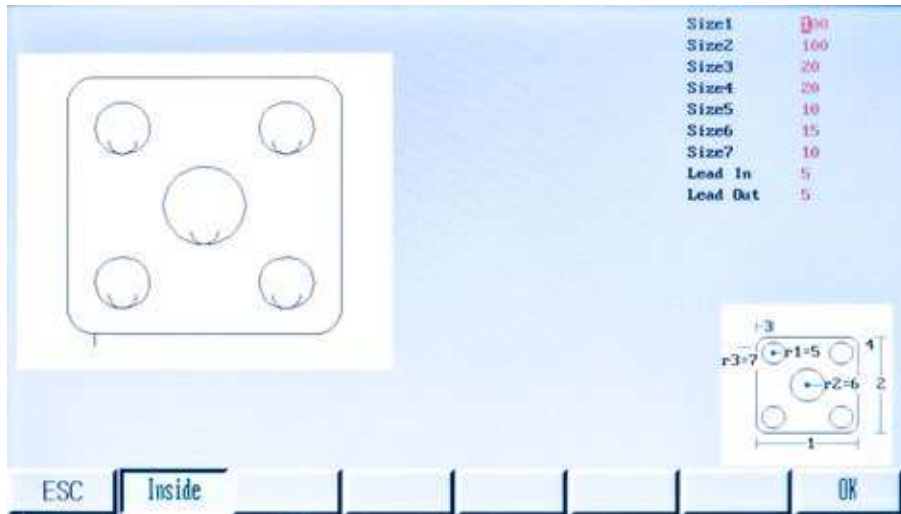 Size1 100
Size2 100
Size3 20
Size4 20
Size5 10
Size6 15
Size7 10
Lead In 5
Lead Out 5
3
r1=5
4
r3=7
r2=6
2
1
ESC
Inside
OK